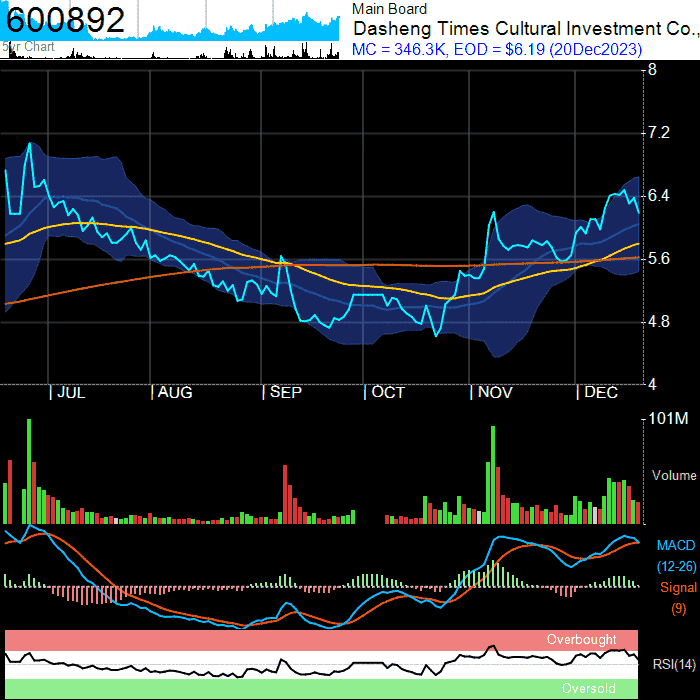 600892
5yr Chart
Main Board
Dasheng Times Cultural Investment Co.,
MC = 346.3K, EOD = $6.19 (20Dec2023)
8
7.2
6.4
5.6
4.8
4
| JUL | AUG | SEP | OCT | NOV | DEC
101M
Volume
MACD
(12-26)
Signal
(9)
Overbought
RSI(14)
Oversold